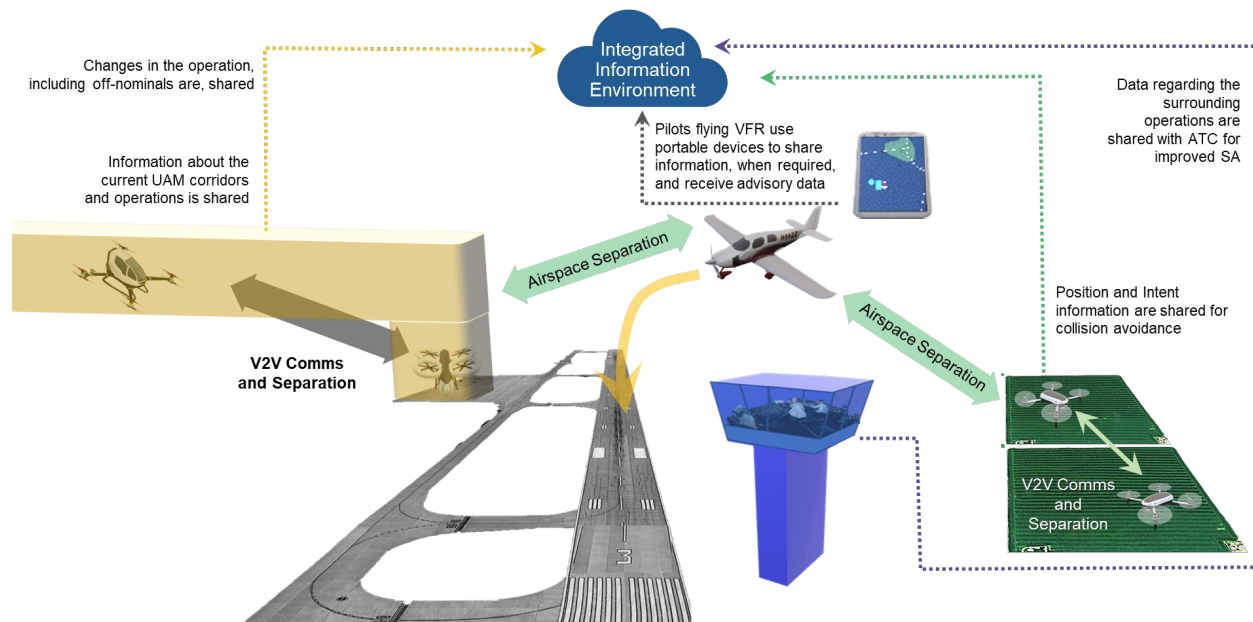 Changes in the operation,
including off-nominals are, shared
Information about the
current UAM corridors
and operations is shared
Integrated
Information
Environment
Pilots flying VFR use
portable devices to share
information, when required,
and receive advisory data
Data regarding the
surrounding
operations are
shared with ATC for
improved SA
Airspace Separation
V2V Comms
and Separation
Airspace Separation
Position and Intent
information are shared for
collision avoidance
V2V Comms
and
Separation
3